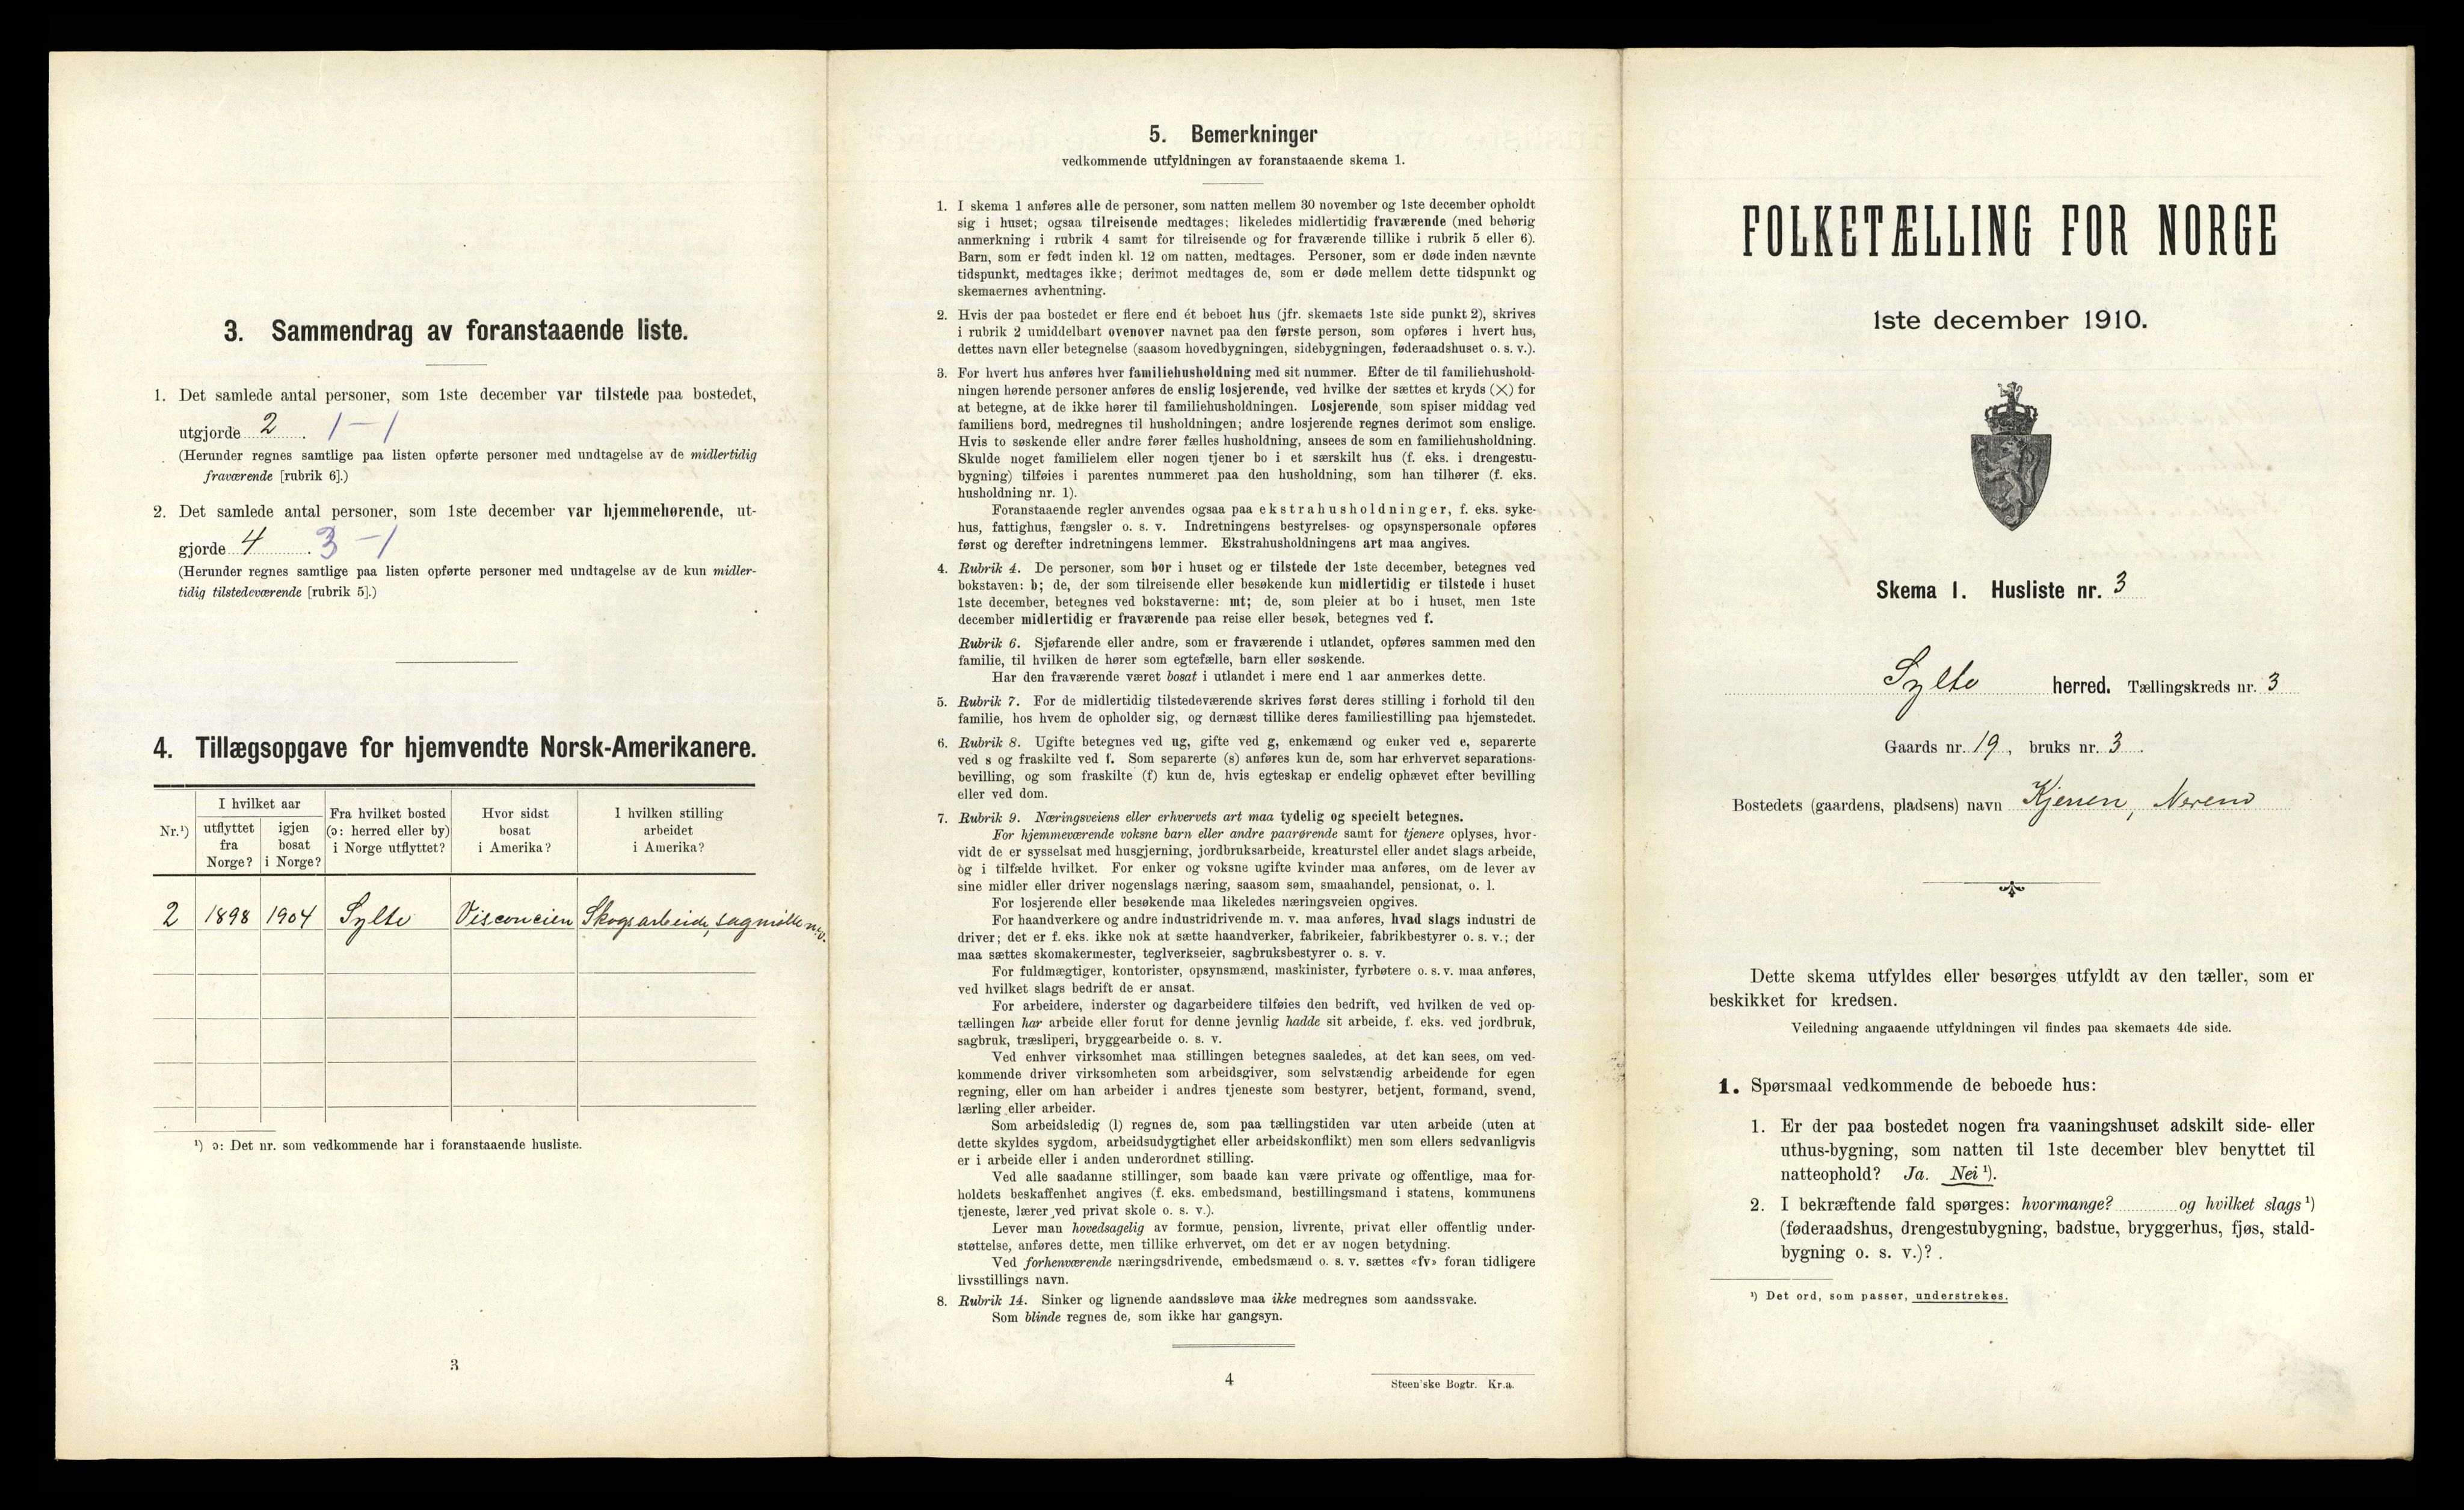 3. Sammendrag av foranstaaende liste.
1. Det samlede antal personer, som 1ste december var tilstede paa bostedet,
utgjorde 2. 1 – 1
(Herunder regnes samtlige paa listen opførte personer med undtagelse av de midlertidig
fraværende [rubrik 6].)
2. Det samlede antal personer, som 1ste december var hjemmehørende, ut-
gjorde 4. 3 – 1
(Herunder regnes samtlige paa listen opførte personer med undtagelse av de kun midler-
tidig tilstedeværende [rubrik 5].)
4. Tillægsopgave for hjemvendte Norsk-Amerikanere.
Nr.¹)
I hvilket aar
utflyttet
fra
Norge?
igjen
bosat
i Norge?
Fra hvilket bosted
(ɔ: herred eller by)
i Norge utflyttet?
Hvor sidst
bosat
i Amerika?
I hvilken stilling
arbeidet
i Amerika?
2 1898 1904 Sylte Visconcien Skogsarbeide, sagmølle m.v.
¹) ɔ: Det nr. som vedkommende har i foranstaaende husliste.
3
5. Bemerkninger
vedkommende utfyldningen av foranstaaende skema 1.
1. I skema 1 anføres alle de personer, som natten mellem 30 november og 1ste december opholdt
sig i huset; ogsaa tilreisende medtages; likeledes midlertidig fraværende (med behørig
anmerkning i rubrik 4 samt for tilreisende og for fraværende tillike i rubrik 5 eller 6).
Barn, som er født inden kl. 12 om natten, medtages. Personer, som er døde inden nævnte
tidspunkt, medtages ikke; derimot medtages de, som er døde mellem dette tidspunkt og
skemaernes avhentning.
2. Hvis der paa bostedet er flere end ét beboet hus (jfr. skemaets 1ste side punkt 2), skrives
i rubrik 2 umiddelbart ovenover navnet paa den første person, som opføres i hvert hus,
dettes navn eller betegnelse (saasom hovedbygningen, sidebygningen, føderaadshuset o. s. v.).
3. For hvert hus anføres hver familiehusholdning med sit nummer. Efter de til familiehushold-
ningen hørende personer anføres de enslig losjerende, ved hvilke der sættes et kryds (×) for
at betegne, at de ikke hører til familiehusholdningen. Losjerende, som spiser middag ved
familiens bord, medregnes til husholdningen; andre losjerende regnes derimot som enslige.
Hvis to søskende eller andre fører fælles husholdning, ansees de som en familiehusholdning.
Skulde noget familielem eller nogen tjener bo i et særskilt hus (f. eks. i drengestu-
bygning) tilføies i parentes nummeret paa den husholdning, som han tilhører (f. eks.
husholdning nr. 1).
Foranstaaende regler anvendes ogsaa paa ekstrahusholdninger, f. eks. syke-
hus, fattighus, fængsler o. s. v. Indretningens bestyrelses- og opsynspersonale opføres
først og derefter indretningens lemmer. Ekstrahusholdningens art maa angives.
4. Rubrik 4. De personer, som bor i huset og er tilstede der 1ste december, betegnes ved
bokstaven: b; de, der som tilreisende eller besøkende kun midlertidig er tilstede i huset
1ste december, betegnes ved bokstaverne: mt; de, som pleier at bo i huset, men 1ste
december midlertidig er fraværende paa reise eller besøk, betegnes ved f.
Rubrik 6. Sjøfarende eller andre, som er fraværende i utlandet, opføres sammen med den
familie, til hvilken de hører som egtefælle, barn eller søskende.
Har den fraværende været bosat i utlandet i mere end 1 aar anmerkes dette.
5. Rubrik 7. For de midlertidig tilstedeværende skrives først deres stilling i forhold til den
familie, hos hvem de opholder sig, og dernæst tillike deres familiestilling paa hjemstedet.
6. Rubrik 8. Ugifte betegnes ved ug, gifte ved g, enkemænd og enker ved e, separerte
ved s og fraskilte ved f. Som separerte (s) anføres kun de, som har erhvervet separations-
bevilling, og som fraskilte (f) kun de, hvis egteskap er endelig ophævet efter bevilling
eller ved dom.
7. Rubrik 9. Næringsveiens eller erhvervets art maa tydelig og specielt betegnes.
For hjemmeværende voksne barn eller andre paarørende samt for tjenere oplyses, hvor-
vidt de er sysselsat med husgjerning, jordbruksarbeide, kreaturstel eller andet slags arbeide,
og i tilfælde hvilket. For enker og voksne ugifte kvinder maa anføres, om de lever av
sine midler eller driver nogenslags næring, saasom søm, smaahandel, pensionat, o. l.
For losjerende eller besøkende maa likeledes næringsveien opgives.
For haandverkere og andre industridrivende m. v. maa anføres, hvad slags industri de
driver; det er f. eks. ikke nok at sætte haandverker, fabrikeier, fabrikbestyrer o. s. v.; der
maa sættes skomakermester, teglverkseier, sagbruksbestyrer o. s. v.
For fuldmægtiger, kontorister, opsynsmænd, maskinister, fyrbøtere o. s. v. maa anføres,
ved hvilket slags bedrift de er ansat.
For arbeidere, inderster og dagarbeidere tilføies den bedrift, ved hvilken de ved op-
tællingen har arbeide eller forut for denne jevnlig hadde sit arbeide, f. eks. ved jordbruk,
sagbruk, træsliperi, bryggearbeide o. s. v.
Ved enhver virksomhet maa stillingen betegnes saaledes, at det kan sees, om ved-
kommende driver virksomheten som arbeidsgiver, som selvstændig arbeidende for egen
regning, eller om han arbeider i andres tjeneste som bestyrer, betjent, formand, svend,
lærling eller arbeider.
Som arbeidsledig (l) regnes de, som paa tællingstiden var uten arbeide (uten at
dette skyldes sygdom, arbeidsudygtighet eller arbeidskonflikt) men som ellers sedvanligvis
er i arbeide eller i anden underordnet stilling.
Ved alle saadanne stillinger, som baade kan være private og offentlige, maa for-
holdets beskaffenhet angives (f. eks. embedsmand, bestillingsmand i statens, kommunens
tjeneste, lærer ved privat skole o. s. v.).
Lever man hovedsagelig av formue, pension, livrente, privat eller offentlig under-
støttelse, anføres dette, men tillike erhvervet, om det er av nogen betydning.
Ved forhenværende næringsdrivende, embedsmænd o. s. v. sættes «fv» foran tidligere
livsstillings navn.
8. Rubrik 14. Sinker og lignende aandssløve maa ikke medregnes som aandssvake.
Som blinde regnes de, som ikke har gangsyn.
4
Steen'ske Bogtr. Kr.a.
FOLKETÆLLING FOR NORGE
1ste december 1910.
Skema 1. Husliste nr. 3
Sylte herred. Tællingskreds nr. 3
Gaards nr. 19, bruks nr. 3.
Bostedets (gaardens, pladsens) navn Kjersen, Nereno
Dette skema utfyldes eller besørges utfyldt av den tæller, som er
beskikket for kredsen.
Veiledning angaaende utfyldningen vil findes paa skemaets 4de side.
1. Spørsmaal vedkommende de beboede hus:
1. Er der paa bostedet nogen fra vaaningshuset adskilt side- eller
uthus-bygning, som natten til 1ste december blev benyttet til
natteophold? Ja. Nei ¹).
2. I bekræftende fald spørges: hvormange? og hvilket slags ¹)
(føderaadshus, drengestubygning, badstue, bryggerhus, fjøs, stald-
bygning o. s. v.)? .
¹) Det ord, som passer, understrekes.